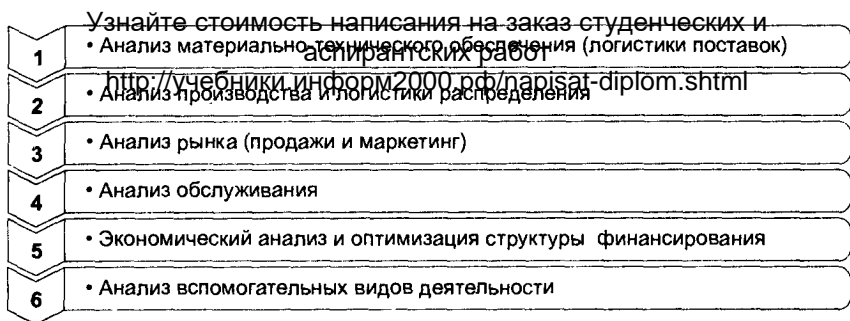 Узнайте стоимость написания на заказ студенческих и
аспирантских работ
http://учебники.информ2000.рф/napisat-diplom.shtml
1
• Анализ материально-технического обеспечения (логистики поставок)
2
• Анализ производства и логистики распределения
3
• Анализ рынка (продажи и маркетинг)
4
• Анализ обслуживания
5
• Экономический анализ и оптимизация структуры финансирования
6
• Анализ вспомогательных видов деятельности